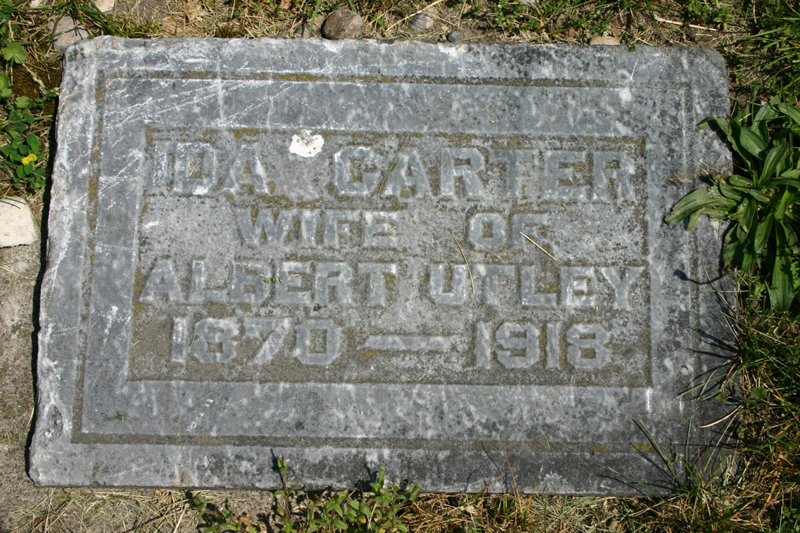 IDA CARTER
WIFE OF
ALBERT UTLEY
1870 — 1918